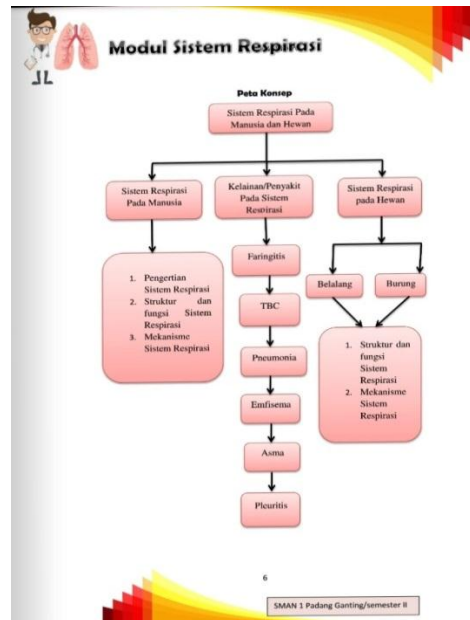 Modul Sistem Respirasi
Peta Konsep
Sistem Respirasi Pada
Manusia dan Hewan
Sistem Respirasi
Pada Manusia
Kelainan/Penyakit
Pada Sistem
Respirasi
Sistem Respirasi
pada Hewan
1. Pengertian
Sistem Respirasi
2. Struktur dan
fungsi Sistem
Respirasi
3. Mekanisme
Sistem Respirasi
Faringitis
TBC
Pneumonia
Emfisema
Asma
Pleuritis
Belalang
Burung
1. Struktur dan
fungsi
Sistem
Respirasi
2. Mekanisme
Sistem
Respirasi
6
SMAN 1 Padang Ganting/semester II